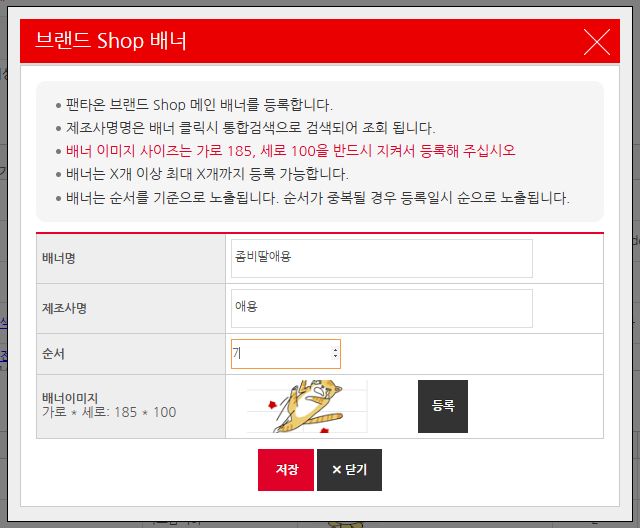 브랜드 Shop 배너
팬타온 브랜드 Shop 메인 배너를 등록합니다.
제조사명명은 배너 클릭시 통합검색으로 검색되어 조회 됩니다.
배너 이미지 사이즈는 가로 185, 세로 100을 반드시 지켜서 등록해 주십시오
배너는 X개 이상 최대 X개까지 등록 가능합니다.
배너는 순서를 기준으로 노출됩니다. 순서가 중복될 경우 등록일시 순으로 노출됩니다.
배너명
좀비딸애용
제조사명
애용
순서
7
배너이미지
가로 * 세로: 185 * 100
등록
저장
✕ 닫기